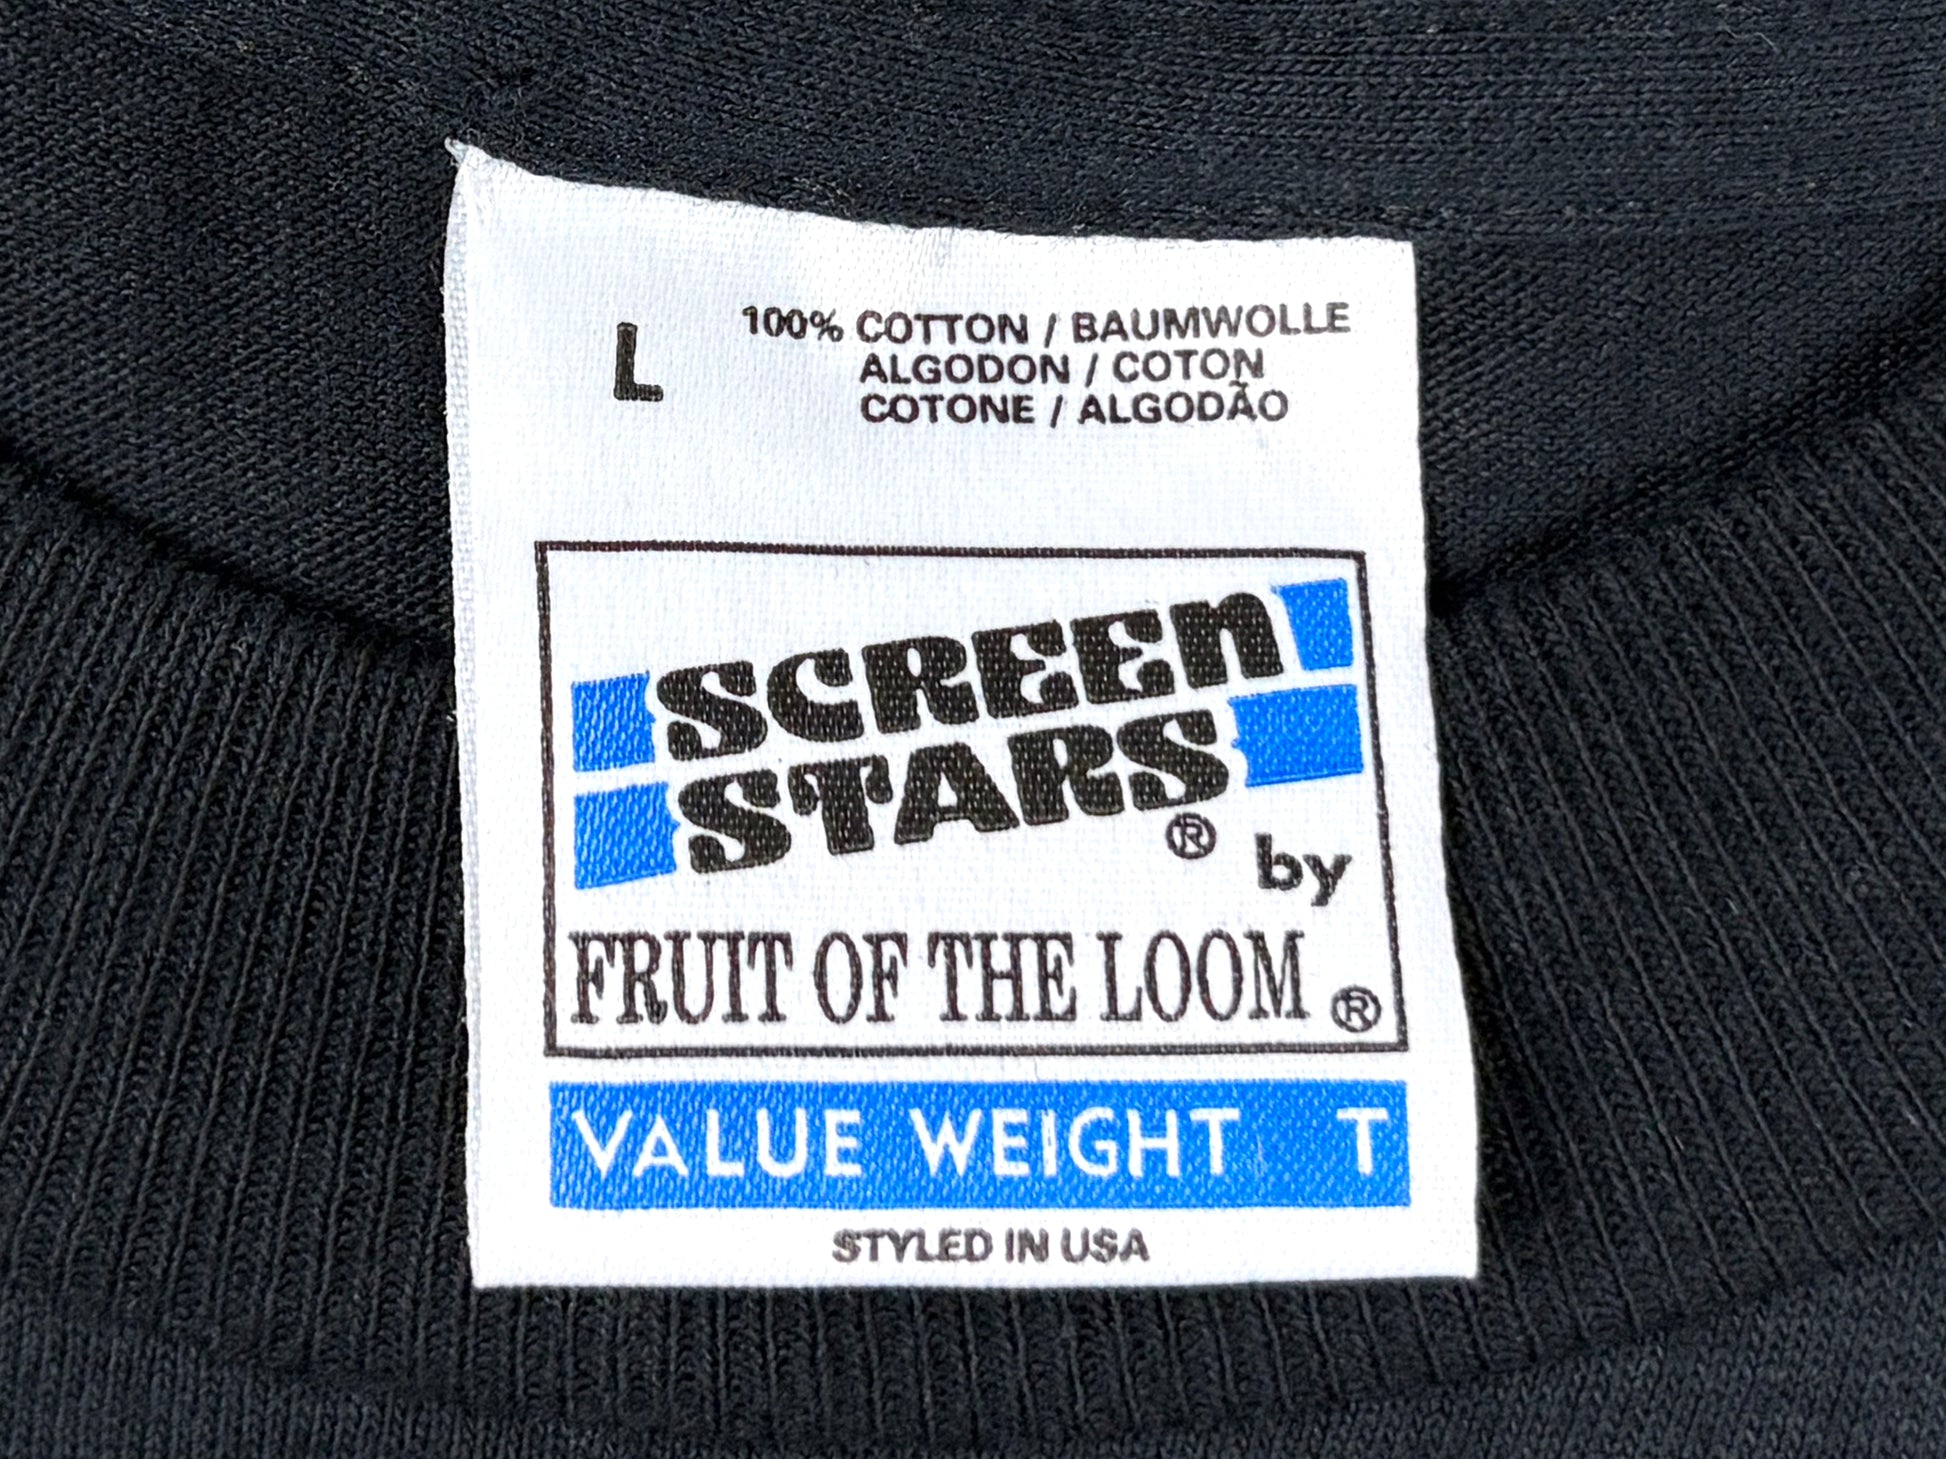 L
100% COTTON / BAUMWOLLE
ALGODON / COTON
COTONE / ALGODÃO
SCREEn
STARS ®
by
FRUIT OF THE LOOM ®
VALUE WEIGHT T
STYLED IN USA